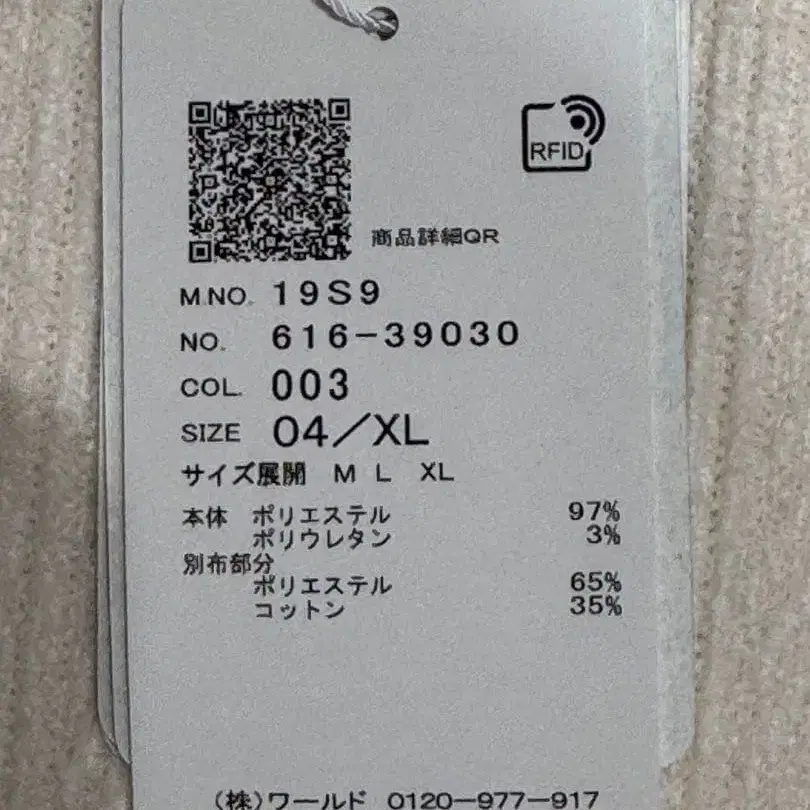 RFID
商品詳細QR
M.NO. 19S9
NO. 616-39030
COL. 003
SIZE 04/XL
サイズ展開 M L XL
本体 ポリエステル 97%
ポリウレタン 3%
別布部分
ポリエステル 65%
コットン 35%
(株)ワールド 0120-977-917